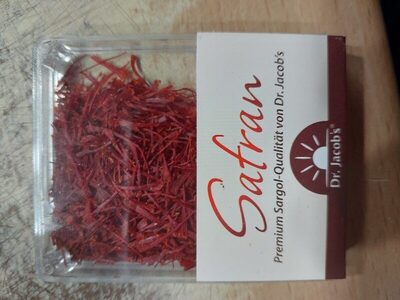 Safran
Premium Sargol-Qualität von Dr. Jacob's
Dr. Jacob's®